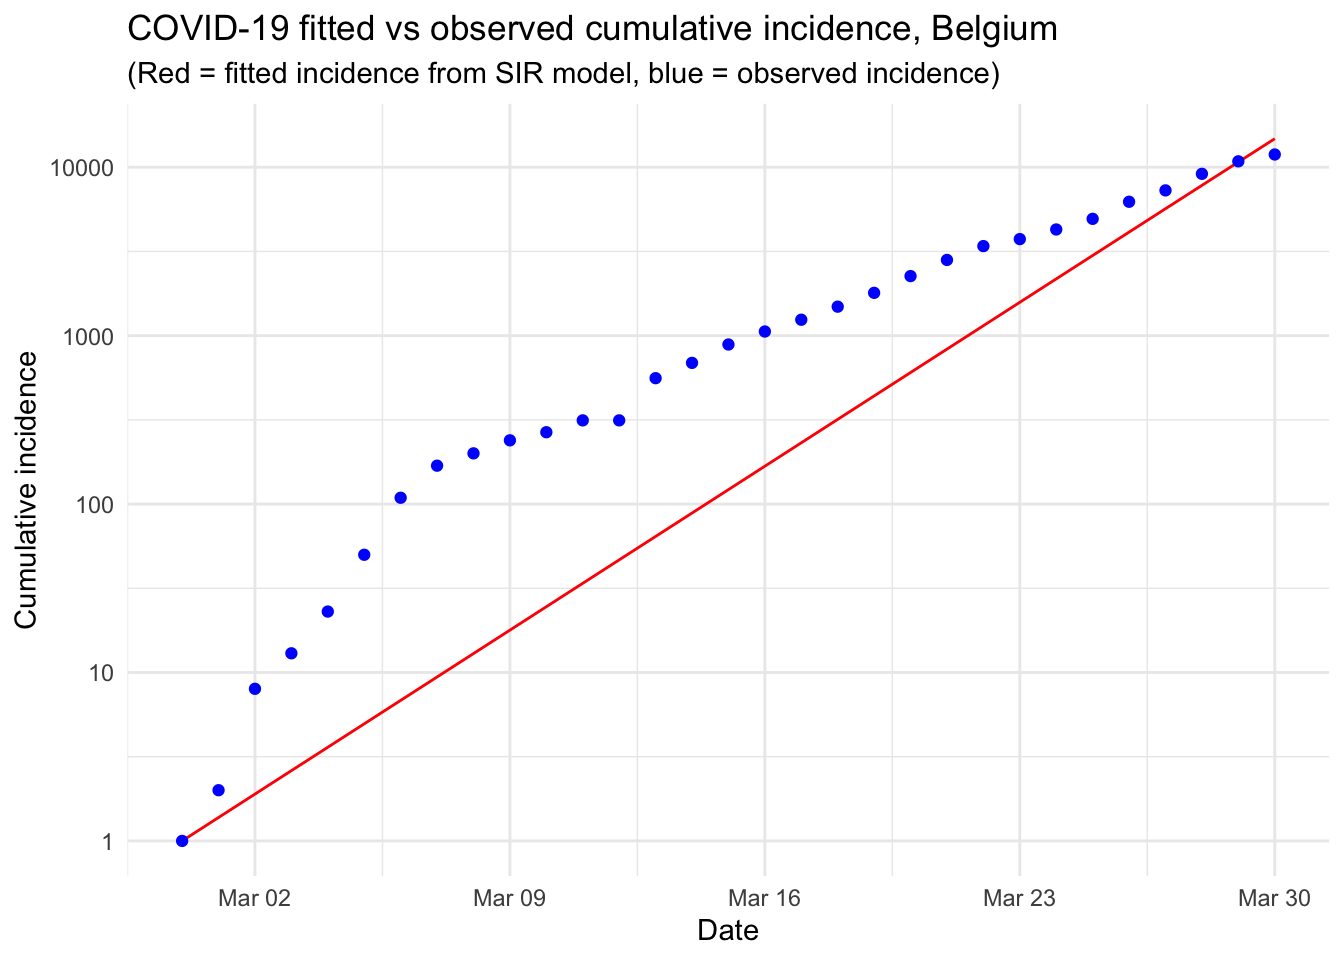 COVID-19 fitted vs observed cumulative incidence, Belgium
(Red = fitted incidence from SIR model, blue = observed incidence)
Cumulative incidence
10000
1000
100
10
1
Mar 02
Mar 09
Mar 16
Mar 23
Mar 30
Date